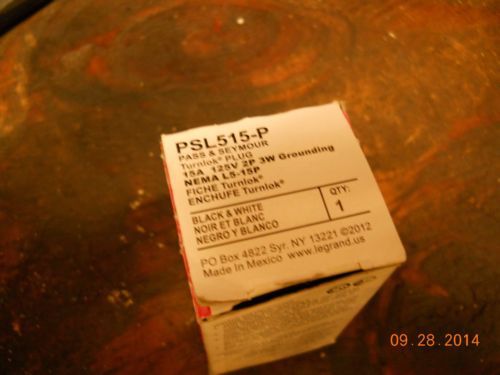 PSL515-P
PASS & SEYMOUR
Turnlok® PLUG
15A 125V 2P 3W Grounding
NEMA L5-15P
FICHE Turnlok®
ENCHUFE Turnlok®
BLACK & WHITE
NOIR ET BLANC
NEGRO Y BLANCO
QTY:
1
PO Box 4822 Syr. NY 13221 ©2012
Made in Mexico www.legrand.us
09.28.2014